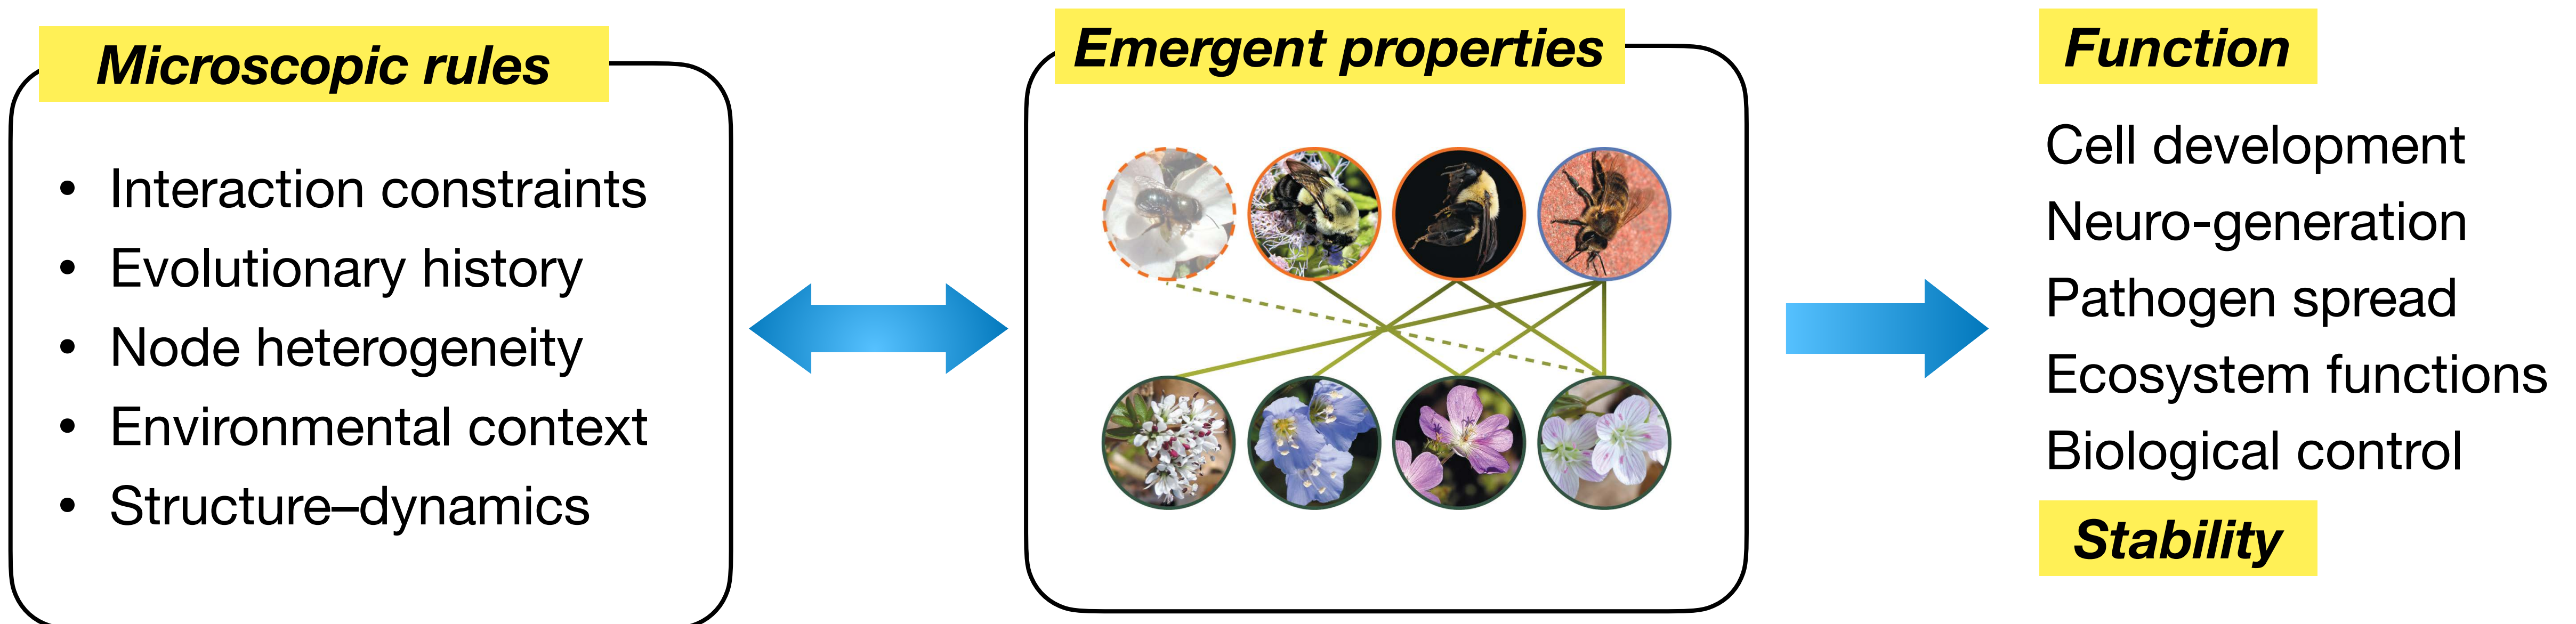 Microscopic rules
• Interaction constraints
• Evolutionary history
• Node heterogeneity
• Environmental context
• Structure–dynamics
Emergent properties
Function
Cell development
Neuro-generation
Pathogen spread
Ecosystem functions
Biological control
Stability